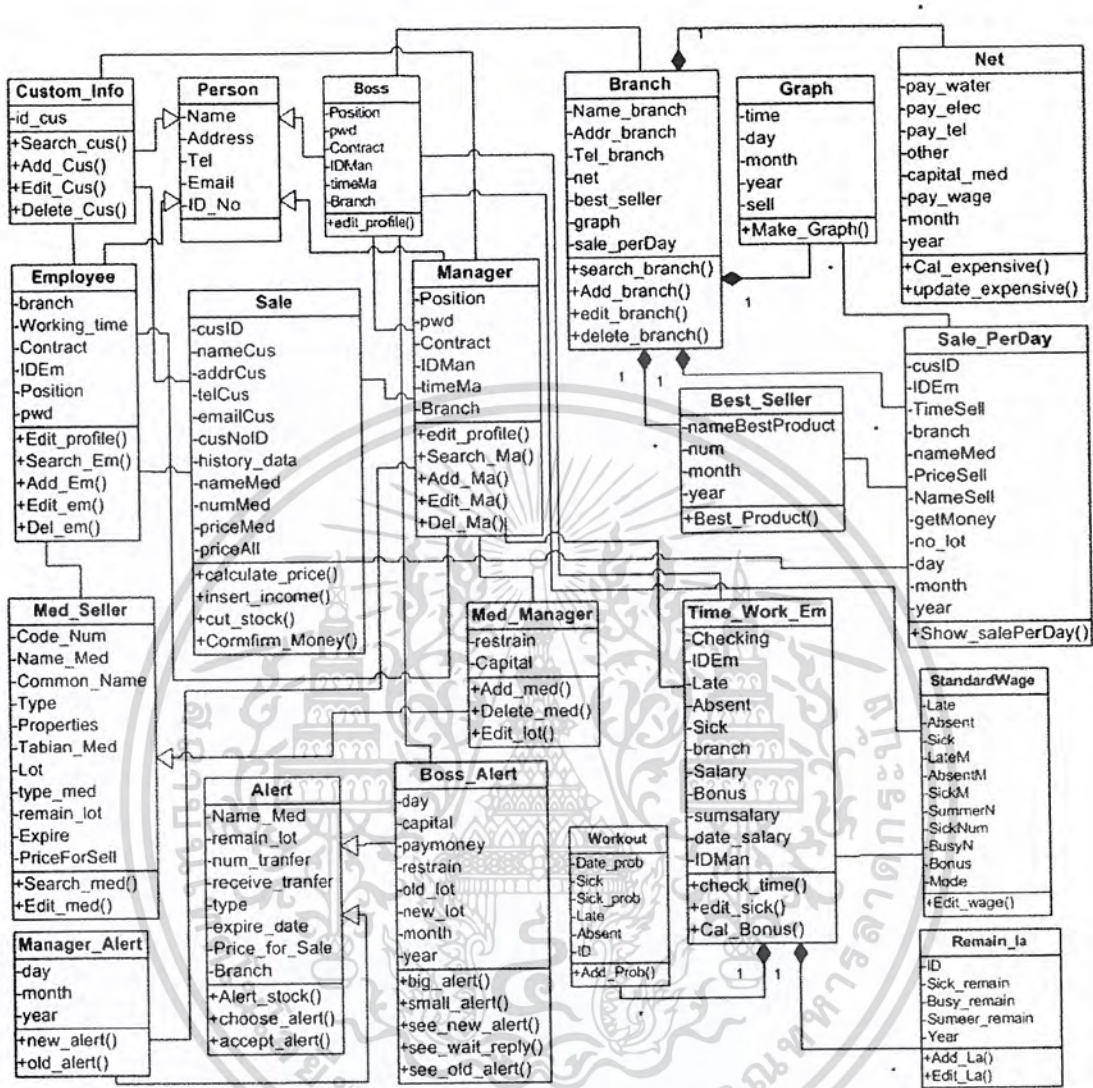 Custom_Info
-id_cus
+Search_cus()
+Add_Cus()
+Edit_Cus()
+Delete_Cus()
Person
-Name
-Address
-Tel
-Email
-ID_No
Boss
-Position
-pwd
-Contract
-IDMan
-timeMa
-Branch
+edit_profile()
Branch
-Name_branch
-Addr_branch
-Tel_branch
-net
-best_seller
-graph
-sale_perDay
+search_branch()
+Add_branch()
+edit_branch()
+delete_branch()
1
1
1
1
Graph
-time
-day
-month
-year
-sell
+Make_Graph()
Net
-pay_water
-pay_elec
-pay_tel
-other
-capital_med
-pay_wage
-month
-year
+Cal_expensive()
+update_expensive()
Employee
-branch
-Working_time
-Contract
-IDEm
-Position
-pwd
+Edit_profile()
+Search_Em()
+Add_Em()
+Edit_em()
+Del_em()
Sale
-cusID
-nameCus
-addrCus
-telCus
-emailCus
-cusNoID
-history_data
-nameMed
-numMed
-priceMed
-priceAll
+calculate_price()
+insert_income()
+cut_stock()
+Cormfirm_Money()
Manager
-Position
-pwd
-Contract
-IDMan
-timeMa
-Branch
+edit_profile()
+Search_Ma()
+Add_Ma()
+Edit_Ma()
+Del_Ma()
Best_Seller
-nameBestProduct
-num
-month
-year
+Best_Product()
Sale_PerDay
-cusID
-IDEm
-TimeSell
-branch
-nameMed
-PriceSell
-NameSell
-getMoney
-no_lot
-day
-month
-year
+Show_salePerDay()
Med_Seller
-Code_Num
-Name_Med
-Common_Name
-Type
-Properties
-Tabian_Med
-Lot
-type_med
-remain_lot
-Expire
-PriceForSell
+Search_med()
+Edit_med()
Med_Manager
-restrain
-Capital
+Add_med()
+Delete_med()
+Edit_lot()
Time_Work_Em
-Checking
-IDEm
-Late
-Absent
-Sick
-branch
-Salary
-Bonus
-sumsalary
-date_salary
-IDMan
+check_time()
+edit_sick()
+Cal_Bonus()
1
1
StandardWage
-Late
-Absent
-Sick
-LateM
-AbsentM
-SickM
-SummerN
-SickNum
-BusyN
-Bonus
-Mode
+Edit_wage()
Alert
-Name_Med
-remain_lot
-num_tranfer
-receive_tranfer
-type
-expire_date
-Price_for_Sale
-Branch
+Alert_stock()
+choose_alert()
+accept_alert()
Boss_Alert
-day
-capital
-paymoney
-restrain
-old_lot
-new_lot
-month
-year
+big_alert()
+small_alert()
+see_new_alert()
+see_wait_reply()
+see_old_alert()
Workout
-Date_prob
-Sick
-Sick_prob
-Late
-Absent
-ID
+Add_Prob()
Manager_Alert
-day
-month
-year
+new_alert()
+old_alert()
Remain_la
-ID
-Sick_remain
-Busy_remain
-Sumeer_remain
-Year
+Add_La()
+Edit_La()